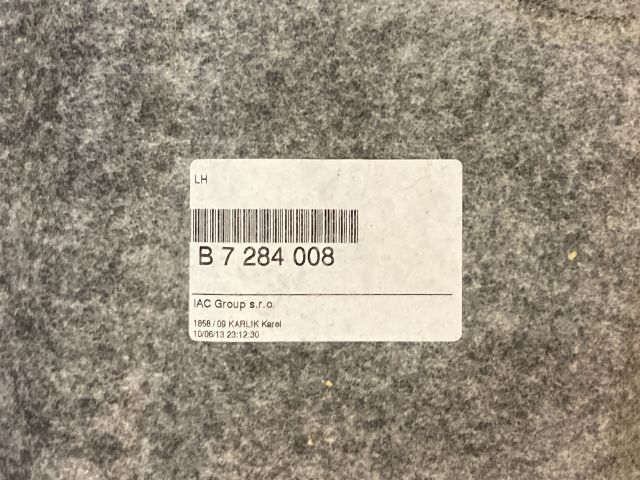 LH
B 7 284 008
IAC Group s.r.o.
1858 / 09 KARLIK Karel
10/06/13 23:12:30